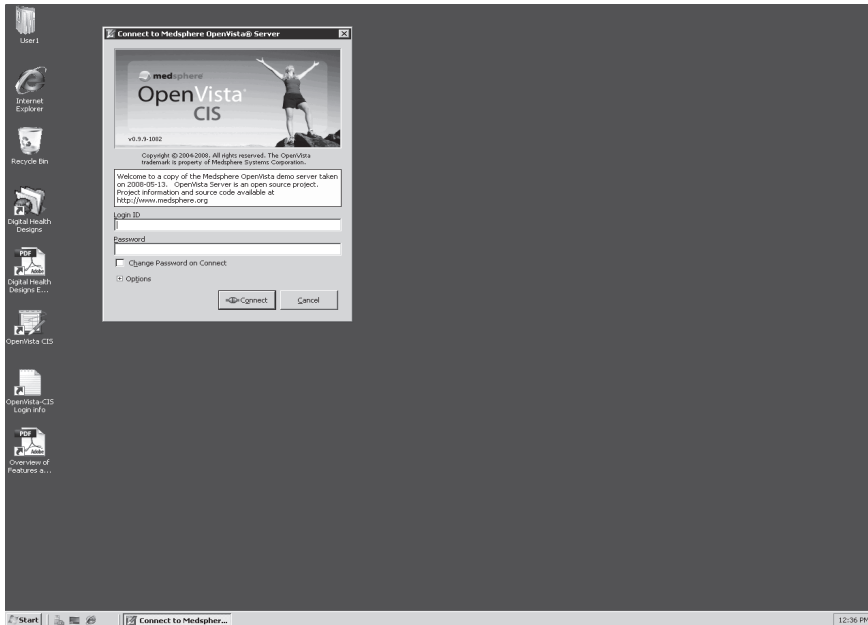 User1
Internet
Explorer
Recycle Bin
Digital Health
Designs
PDF
Adobe
Digital Health
Designs E...
OpenVista CIS
OpenVista-CIS
Login info
PDF
Adobe
Overview of
Features a...
Connect to Medsphere OpenVista® Server
medsphere
OpenVista
CIS
v0.9.9-1002
Copyright © 2004-2008. All rights reserved. The OpenVista
trademark is property of Medsphere Systems Corporation.
Welcome to a copy of the Medsphere OpenVista demo server taken
on 2008-05-13. OpenVista Server is an open source project.
Project information and source code available at
http://www.medsphere.org
Login ID
Password
Change Password on Connect
Options
Connect
Cancel
Start
Connect to Medspher...
12:36 PM